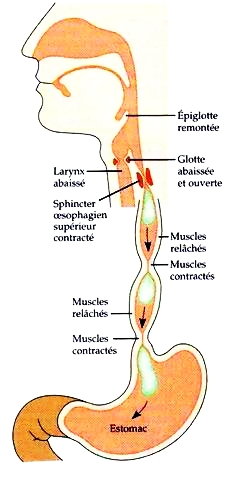 Épiglotte
remontée
Glotte
abaissée
et ouverte
Larynx
abaissé
Sphincter
œsophagien
supérieur
contracté
Muscles
relâchés
Muscles
contractés
Muscles
relâchés
Muscles
contractés
Estomac